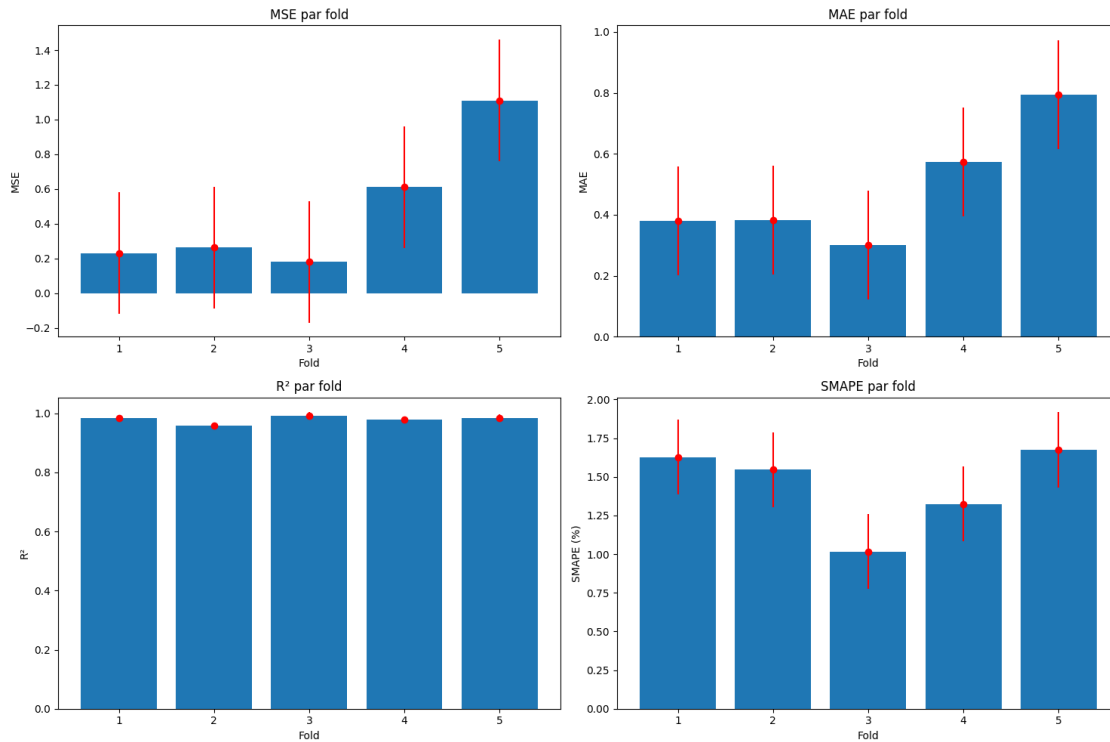 MSE par fold
1.4
1.2
1.0
0.8
0.6
0.4
0.2
0.0
−0.2
MSE
1 2 3 4 5
Fold
MAE par fold
1.0
0.8
0.6
0.4
0.2
0.0
MAE
1 2 3 4 5
Fold
R² par fold
1.0
0.8
0.6
0.4
0.2
0.0
R²
1 2 3 4 5
Fold
SMAPE par fold
2.00
1.75
1.50
1.25
1.00
0.75
0.50
0.25
0.00
SMAPE (%)
1 2 3 4 5
Fold